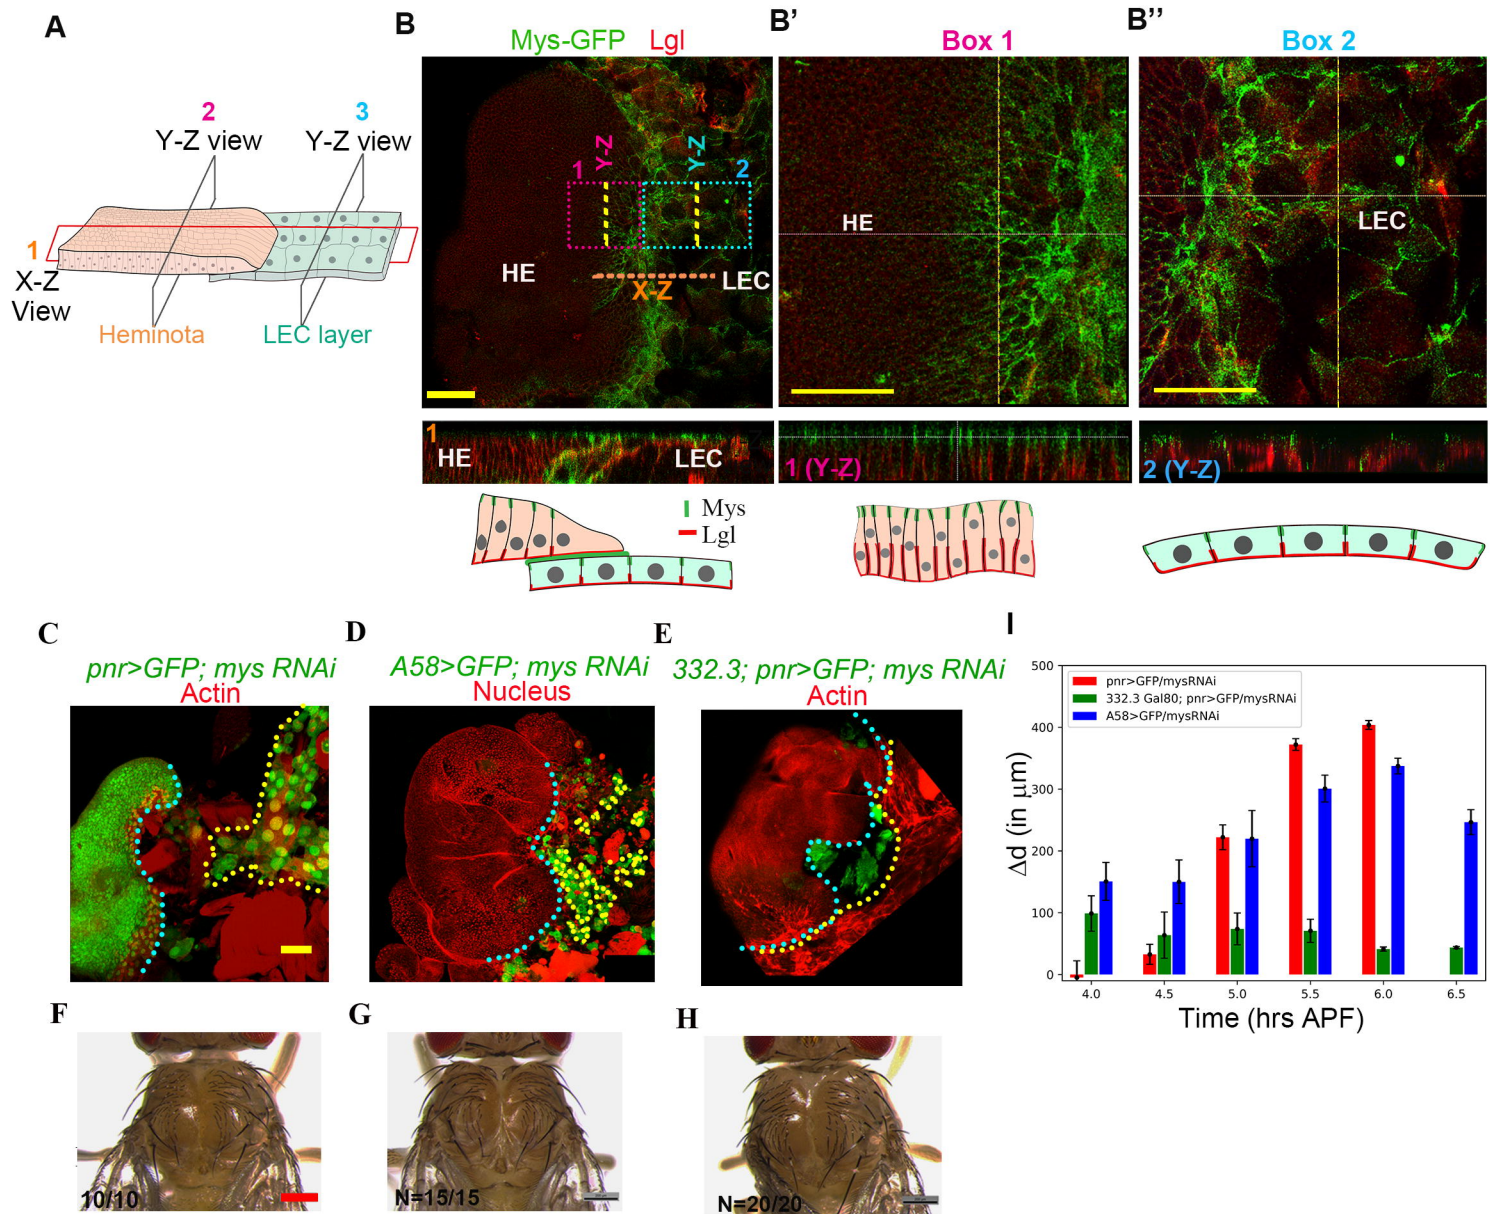 A
2
Y-Z view
3
Y-Z view
1
X-Z
View
Heminota
LEC layer
B
Mys-GFP Lgl
1
Y-Z
Y-Z
2
HE
X-Z
LEC
1
HE
LEC
Mys
Lgl
B’
Box 1
HE
1 (Y-Z)
B’’
Box 2
LEC
2 (Y-Z)
C
pnr>GFP; mys RNAi
Actin
D
A58>GFP; mys RNAi
Nucleus
E
332.3; pnr>GFP; mys RNAi
Actin
F
10/10
G
N=15/15
H
N=20/20
I
pnr>GFP/mysRNAi
332.3 Gal80; pnr>GFP/mysRNAi
A58>GFP/mysRNAi
Δd (in μm)
500
400
300
200
100
0
4.0 4.5 5.0 5.5 6.0 6.5
Time (hrs APF)